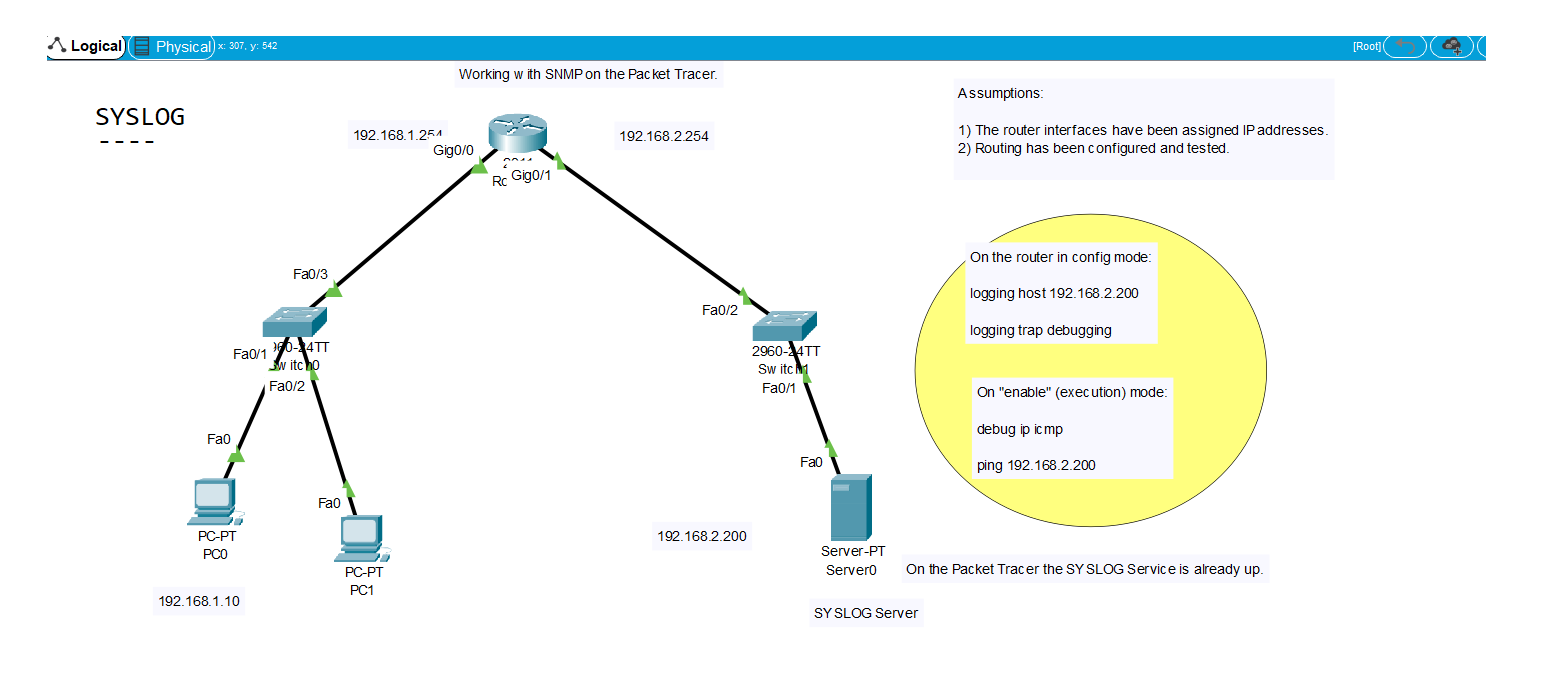 Logical
Physical
x: 307, y: 542
[Root]
Working with SNMP on the Packet Tracer.
SYSLOG
----
192.168.1.254
192.168.2.254
Gig0/0
Gig0/1
Assumptions:
1) The router interfaces have been assigned IP addresses.
2) Routing has been configured and tested.
Fa0/3
Fa0/1
Fa0/2
Fa0
PC-PT
PC0
192.168.1.10
Fa0
PC-PT
PC1
Fa0/2
2960-24TT
Switch1
Fa0/1
Fa0
192.168.2.200
Server-PT
Server0
SYSLOG Server
On the router in config mode:
logging host 192.168.2.200
logging trap debugging
On "enable" (execution) mode:
debug ip icmp
ping 192.168.2.200
On the Packet Tracer the SYSLOG Service is already up.